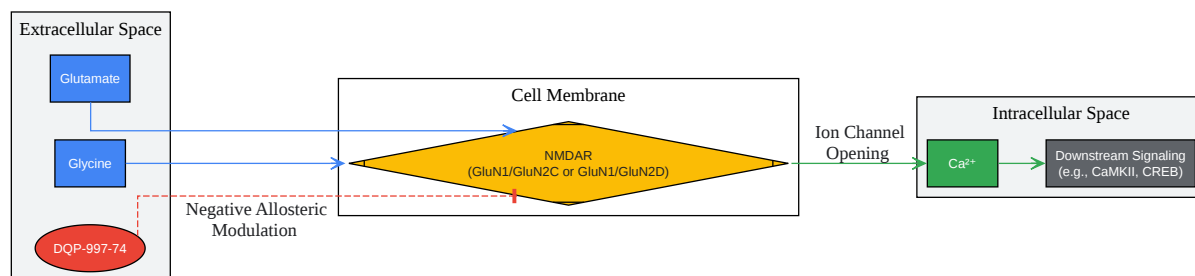 Extracellular Space
Glutamate
Glycine
DQP-997-74
Negative Allosteric
Modulation
Cell Membrane
NMDAR
(GluN1/GluN2C or GluN1/GluN2D)
Ion Channel
Opening
Intracellular Space
Ca²⁺
Downstream Signaling
(e.g., CaMKII, CREB)